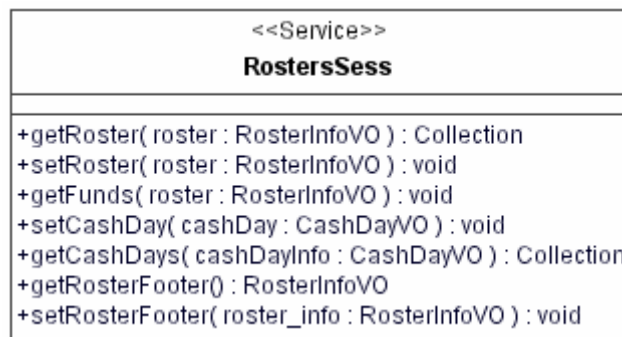 <<Service>>
RostersSess
+getRoster( roster : RosterInfoVO ) : Collection
+setRoster( roster : RosterInfoVO ) : void
+getFunds( roster : RosterInfoVO ) : void
+setCashDay( cashDay : CashDayVO ) : void
+getCashDays( cashDayInfo : CashDayVO ) : Collection
+getRosterFooter() : RosterInfoVO
+setRosterFooter( roster_info : RosterInfoVO ) : void